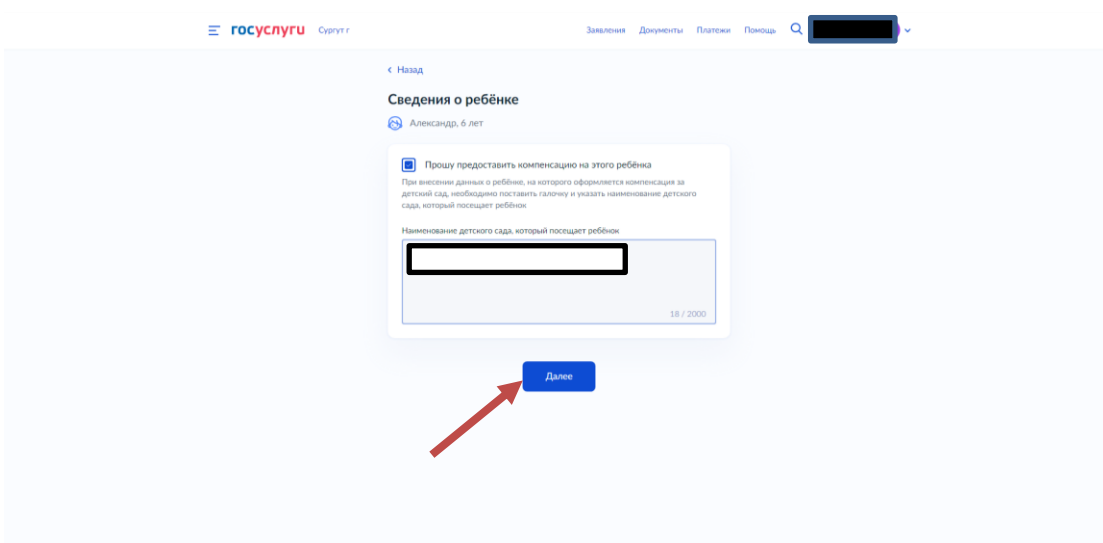 госуслуги Сургут г Заявления Документы Платежи Помощь
Назад
Сведения о ребёнке
Александр, 6 лет
Прошу предоставить компенсацию на этого ребёнка
При внесении данных о ребёнке, на которого оформляется компенсация за
детский сад, необходимо поставить галочку и указать наименование детского
сада, который посещает ребёнок
Наименование детского сада, который посещает ребёнок
18 / 2000
Далее